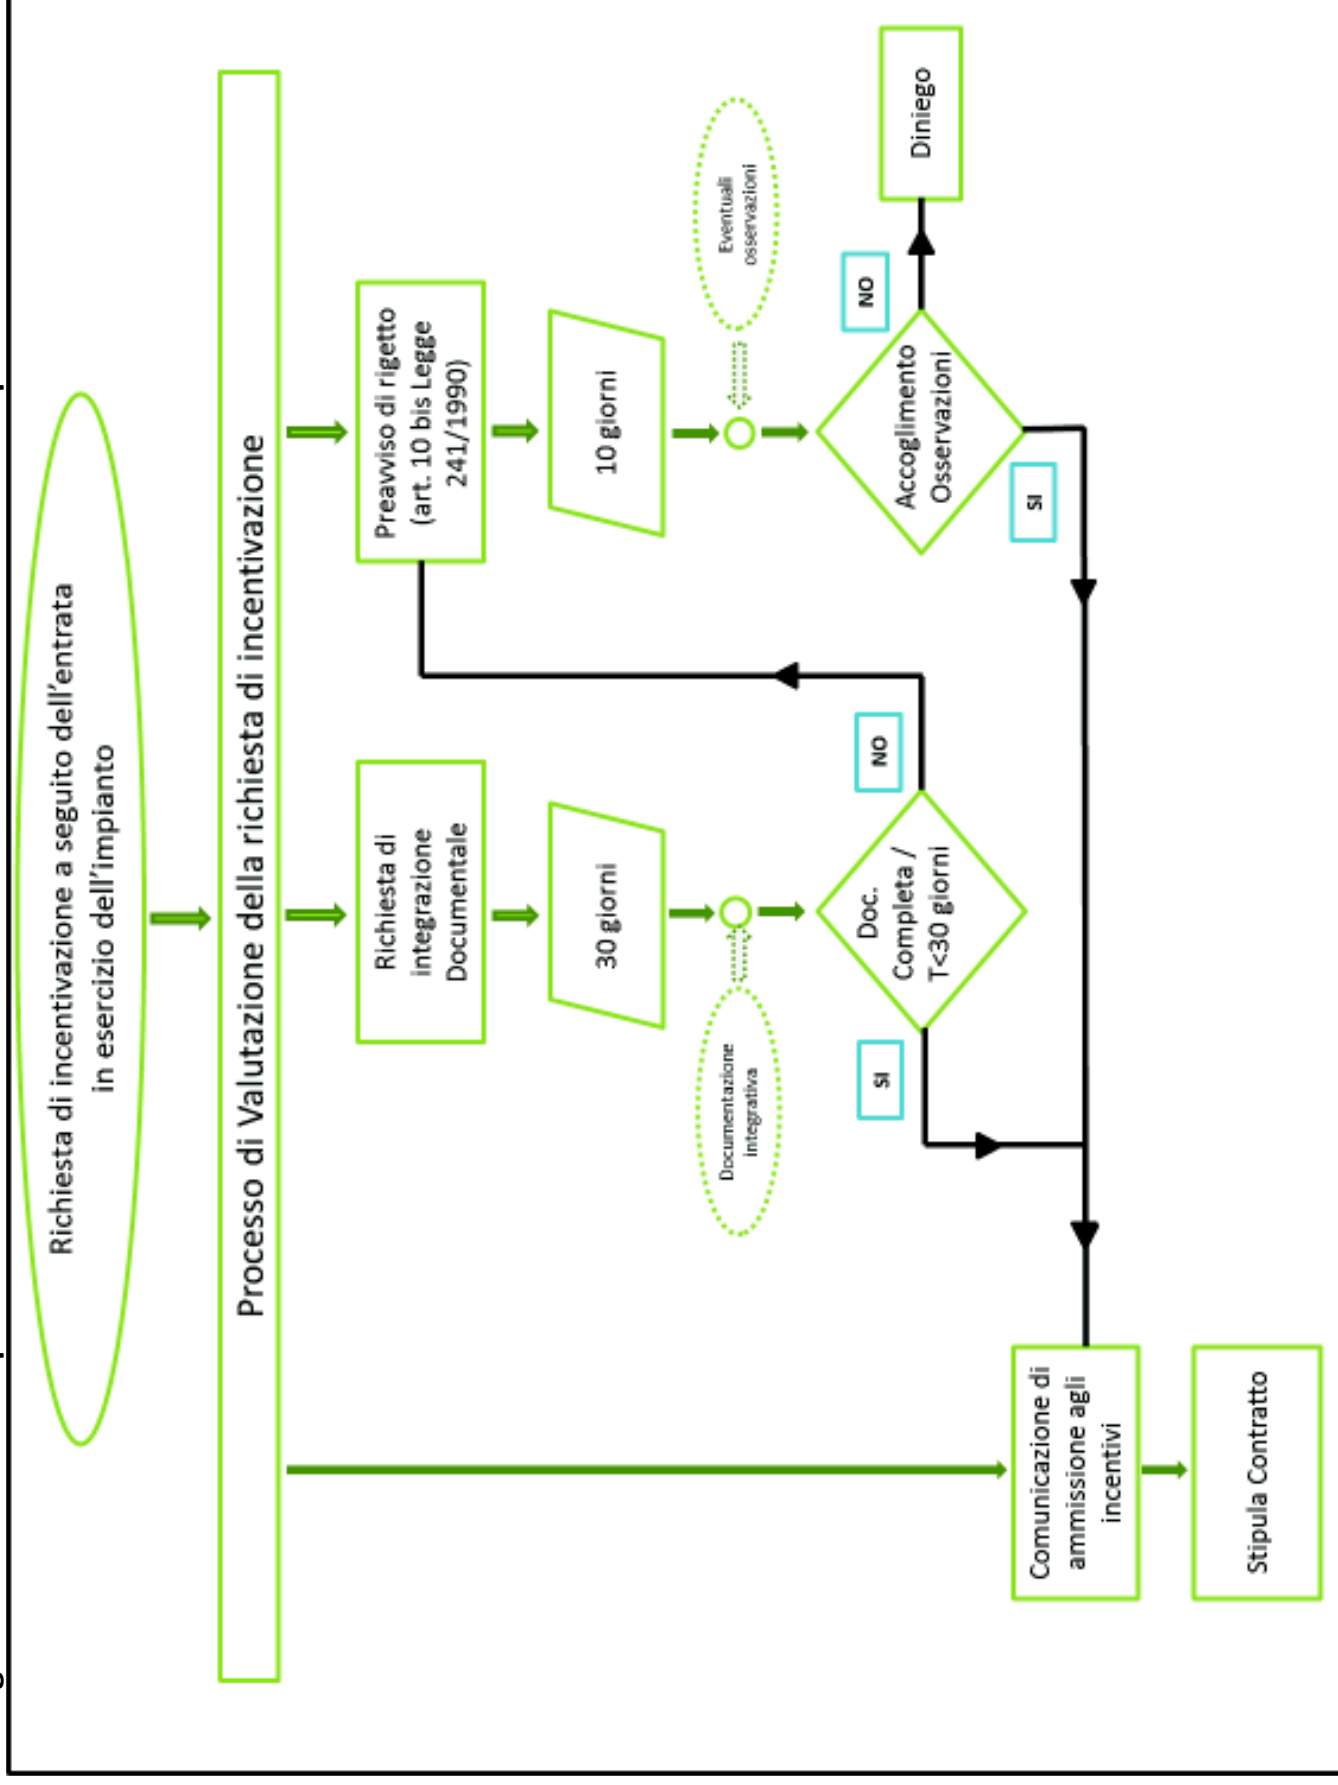 Richiesta di incentivazione a seguito dell'entrata
in esercizio dell'impianto
Processo di Valutazione della richiesta di incentivazione
Richiesta di
integrazione
Documentale
Preavviso di rigetto
(art. 10 bis Legge
241/1990)
30 giorni
10 giorni
Documentazione
integrativa
Eventuali
osservazioni
Doc.
Completa /
T<30 giorni
Accoglimento
Osservazioni
SI
NO
NO
SI
Diniego
Comunicazione di
ammissione agli
incentivi
Stipula Contratto